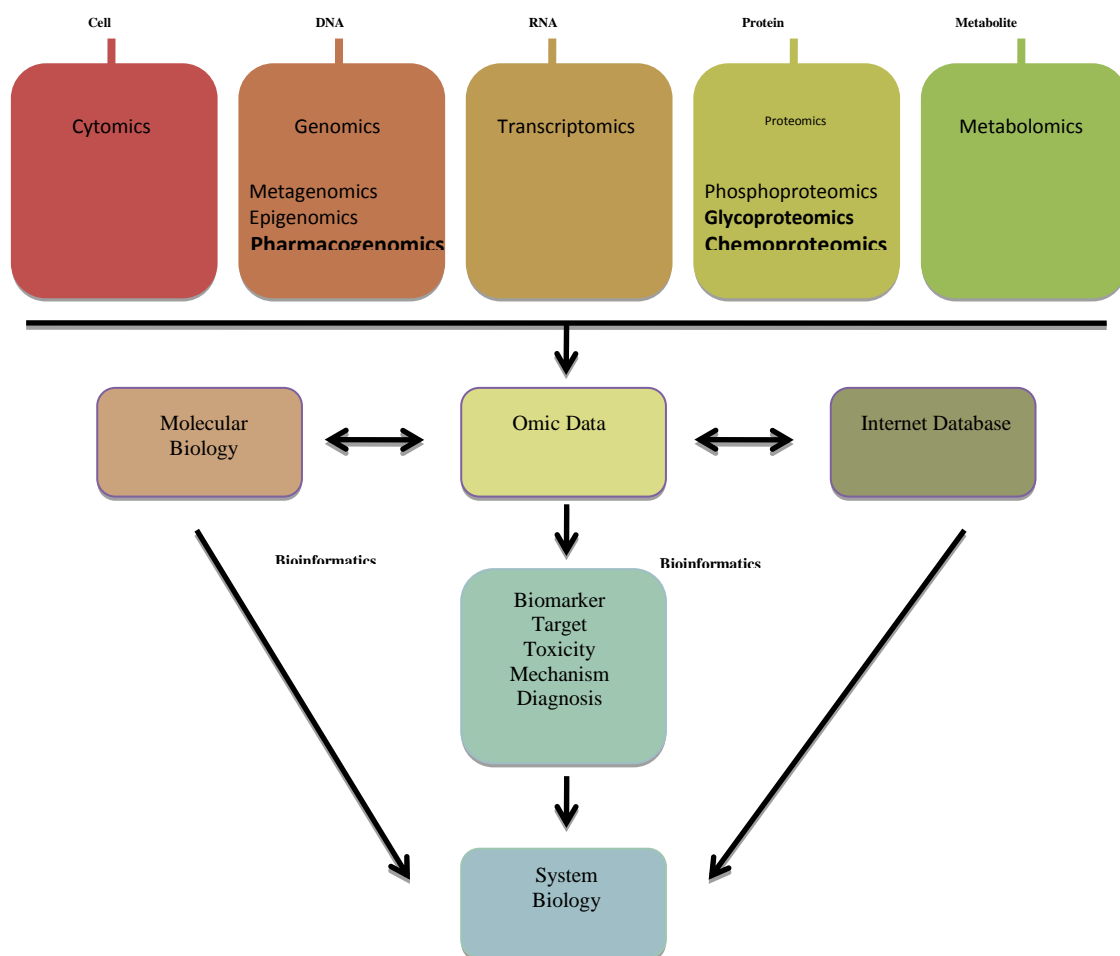 Cell
DNA
RNA
Protein
Metabolite
Cytomics
Genomics
Transcriptomics
Proteomics
Metabolomics
Metagenomics
Epigenomics
Pharmacogenomics
Phosphoproteomics
Glycoproteomics
Chemoproteomics
Molecular
Biology
Omic Data
Internet Database
Bioinformatics
Bioinformatics
Biomarker
Target
Toxicity
Mechanism
Diagnosis
System
Biology